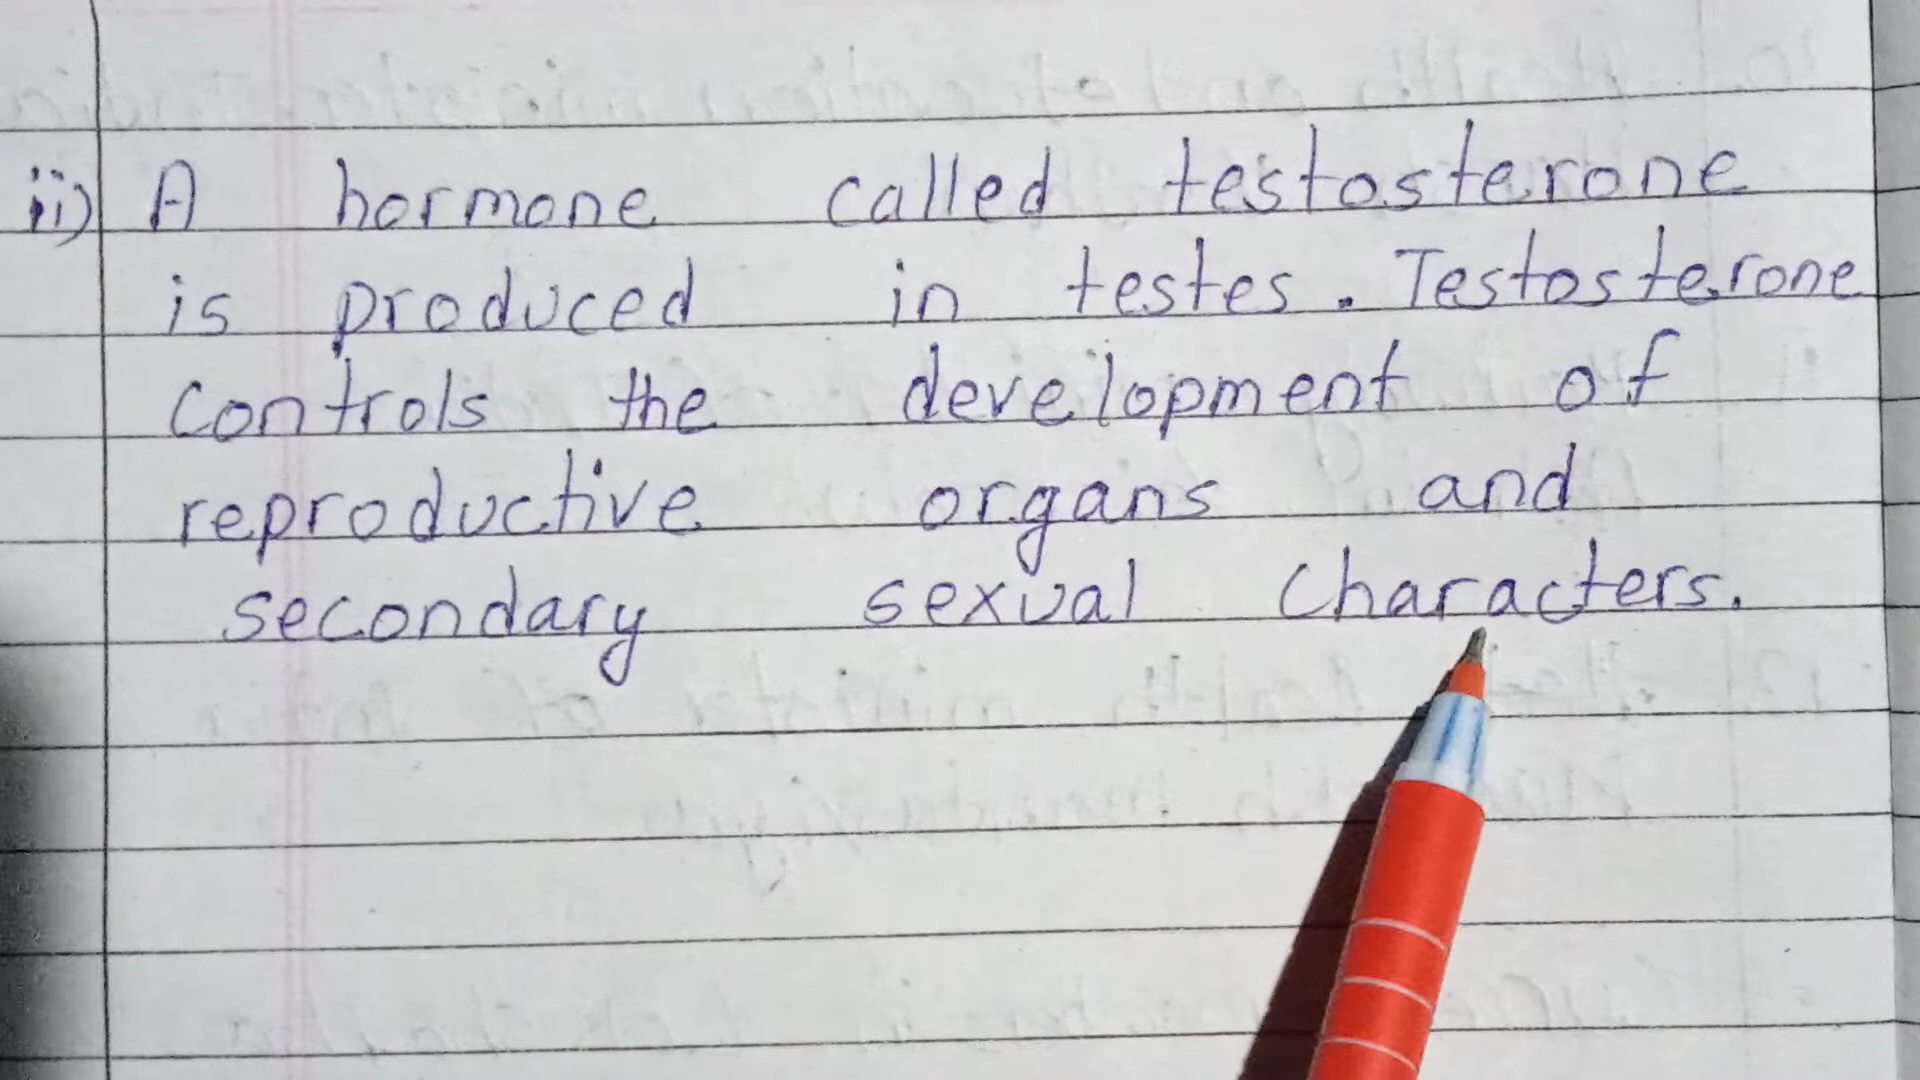 ii) A hormone called testosterone
is produced in testes. Testosterone
controls the development of
reproductive organs and
secondary sexual characters.